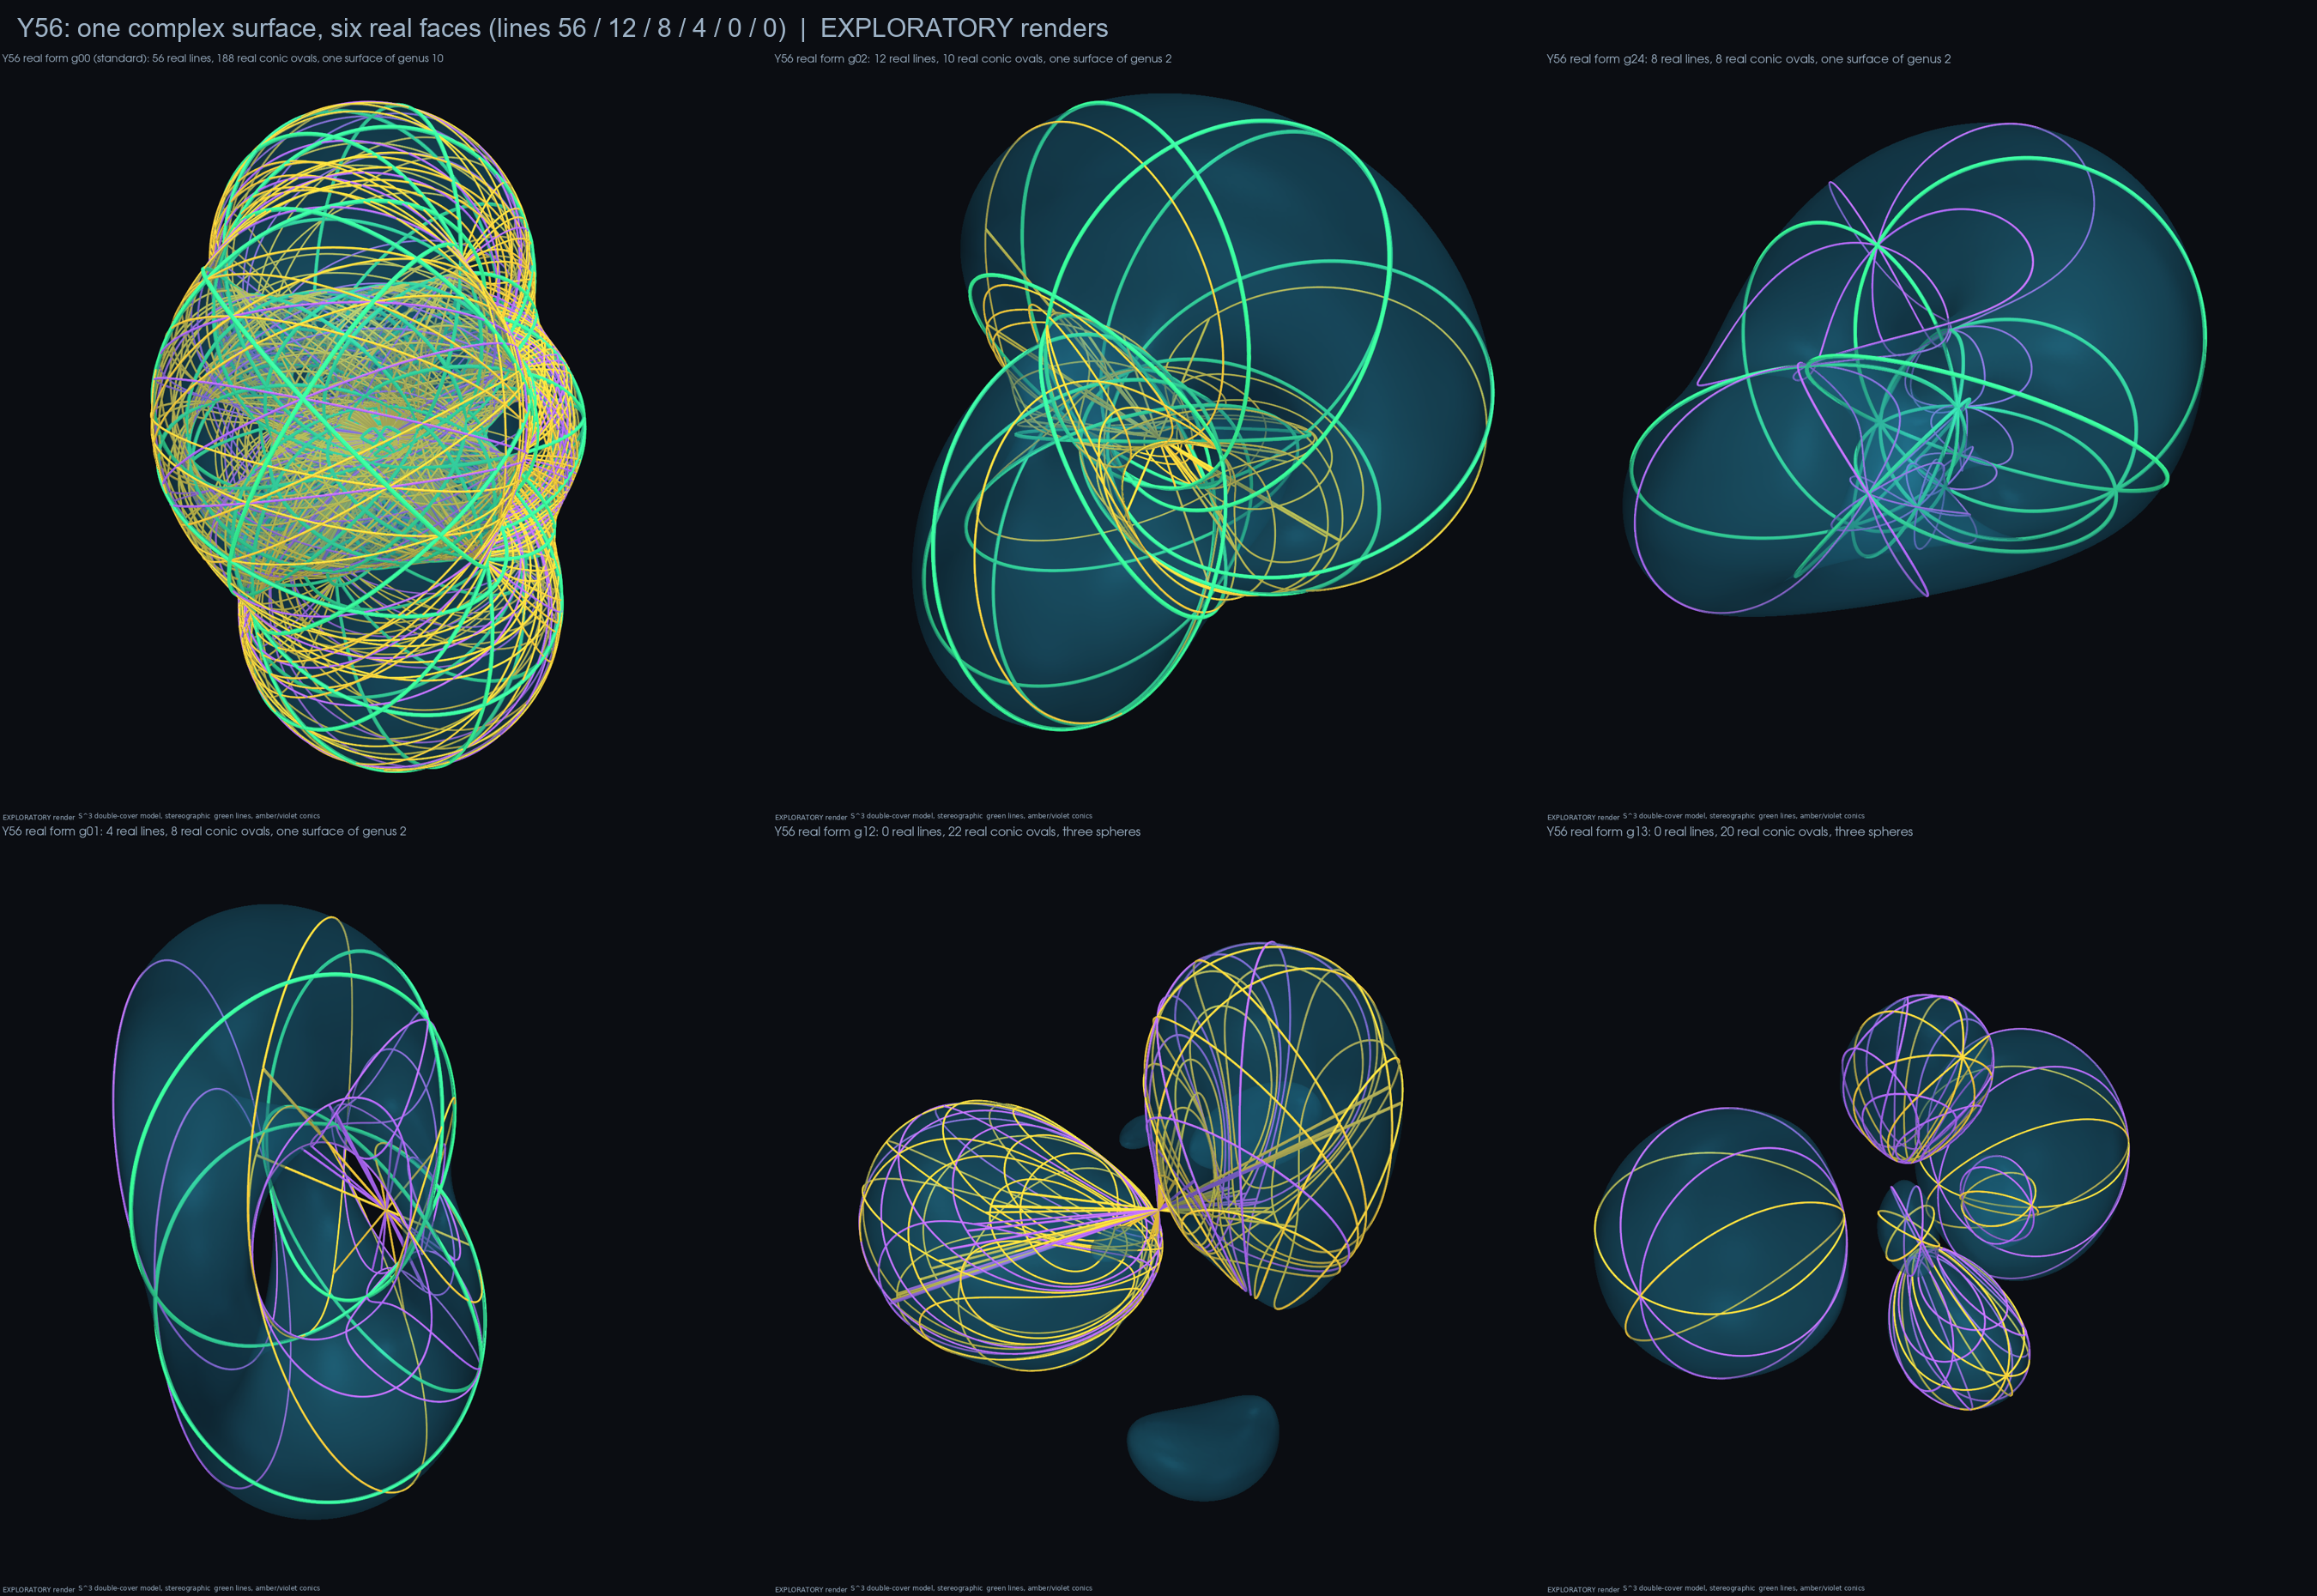 Y56: one complex surface, six real faces (lines 56 / 12 / 8 / 4 / 0 / 0) | EXPLORATORY renders
Y56 real form g00 (standard): 56 real lines, 188 real conic ovals, one surface of genus 10
Y56 real form g02: 12 real lines, 10 real conic ovals, one surface of genus 2
Y56 real form g24: 8 real lines, 8 real conic ovals, one surface of genus 2
EXPLORATORY render S^3 double-cover model, stereographic green lines, amber/violet conics
EXPLORATORY render S^3 double-cover model, stereographic green lines, amber/violet conics
EXPLORATORY render S^3 double-cover model, stereographic green lines, amber/violet conics
Y56 real form g01: 4 real lines, 8 real conic ovals, one surface of genus 2
Y56 real form g12: 0 real lines, 22 real conic ovals, three spheres
Y56 real form g13: 0 real lines, 20 real conic ovals, three spheres
EXPLORATORY render S^3 double-cover model, stereographic green lines, amber/violet conics
EXPLORATORY render S^3 double-cover model, stereographic green lines, amber/violet conics
EXPLORATORY render S^3 double-cover model, stereographic green lines, amber/violet conics